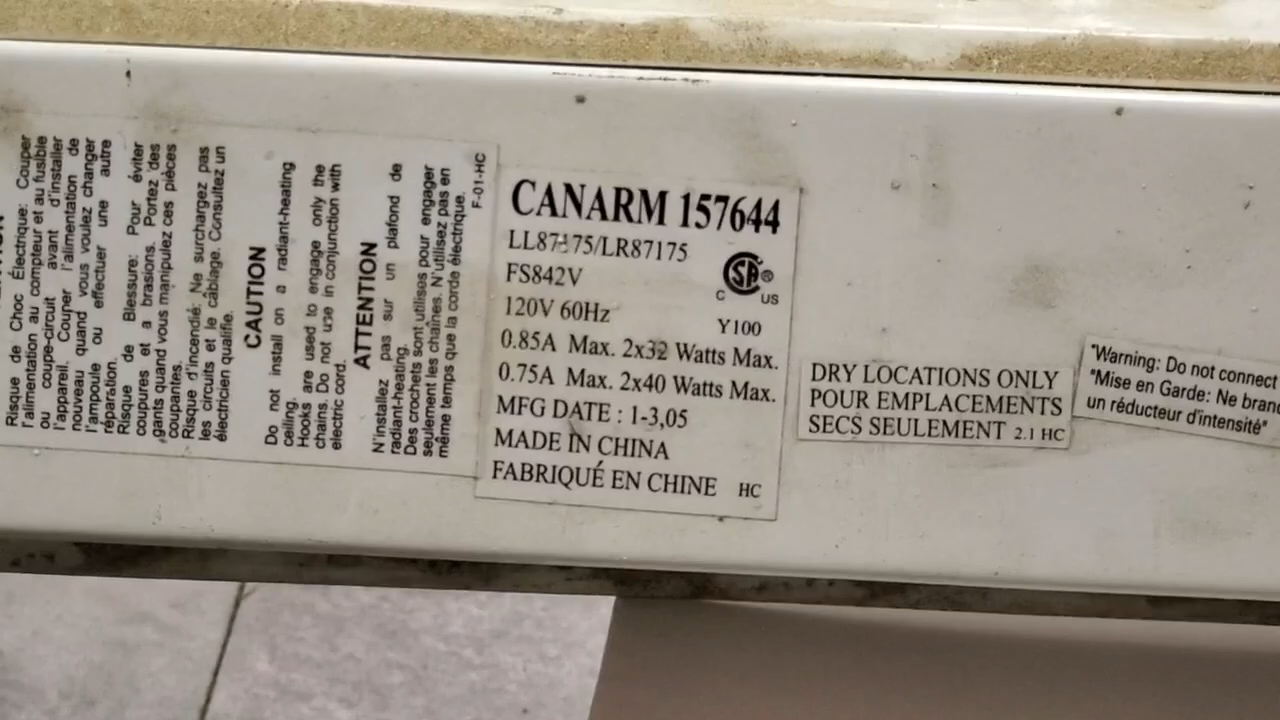 Risque de Choc Électrique: Couper
l'alimentation au compteur et au fusible
ou coupe-circuit avant d'installer
l'appareil. Couper l'alimentation de
nouveau quand vous voulez changer
l'ampoule ou effectuer une autre
réparation.
Risque de Blessure: Pour éviter
coupures et a brasions. Portez des
gants quand vous manipulez ces pièces
coupantes.
Risque d'incendié: Ne surchargez pas
les circuits et le câblage. Consultez un
électricien qualifie.
CAUTION
Do not install on a radiant-heating
ceiling.
Hooks are used to engage only the
chains. Do not use in conjunction with
electric cord.
ATTENTION
N'installez pas sur un plafond de
radiant-heating.
Des crochets sont utilises pour engager
seulement les chaînes. N'utilisez pas en
même temps que la corde électrique.
F-01-HC
CANARM 157644
LL87175/LR87175
FS842V
120V 60Hz
C SA ® US
Y100
0.85A Max. 2x32 Watts Max.
0.75A Max. 2x40 Watts Max.
MFG DATE : 1-3,05
MADE IN CHINA
FABRIQUÉ EN CHINE HC
DRY LOCATIONS ONLY
POUR EMPLACEMENTS
SECS SEULEMENT 2.1 HC
"Warning: Do not connect
"Mise en Garde: Ne
un réducteur d'intensité"